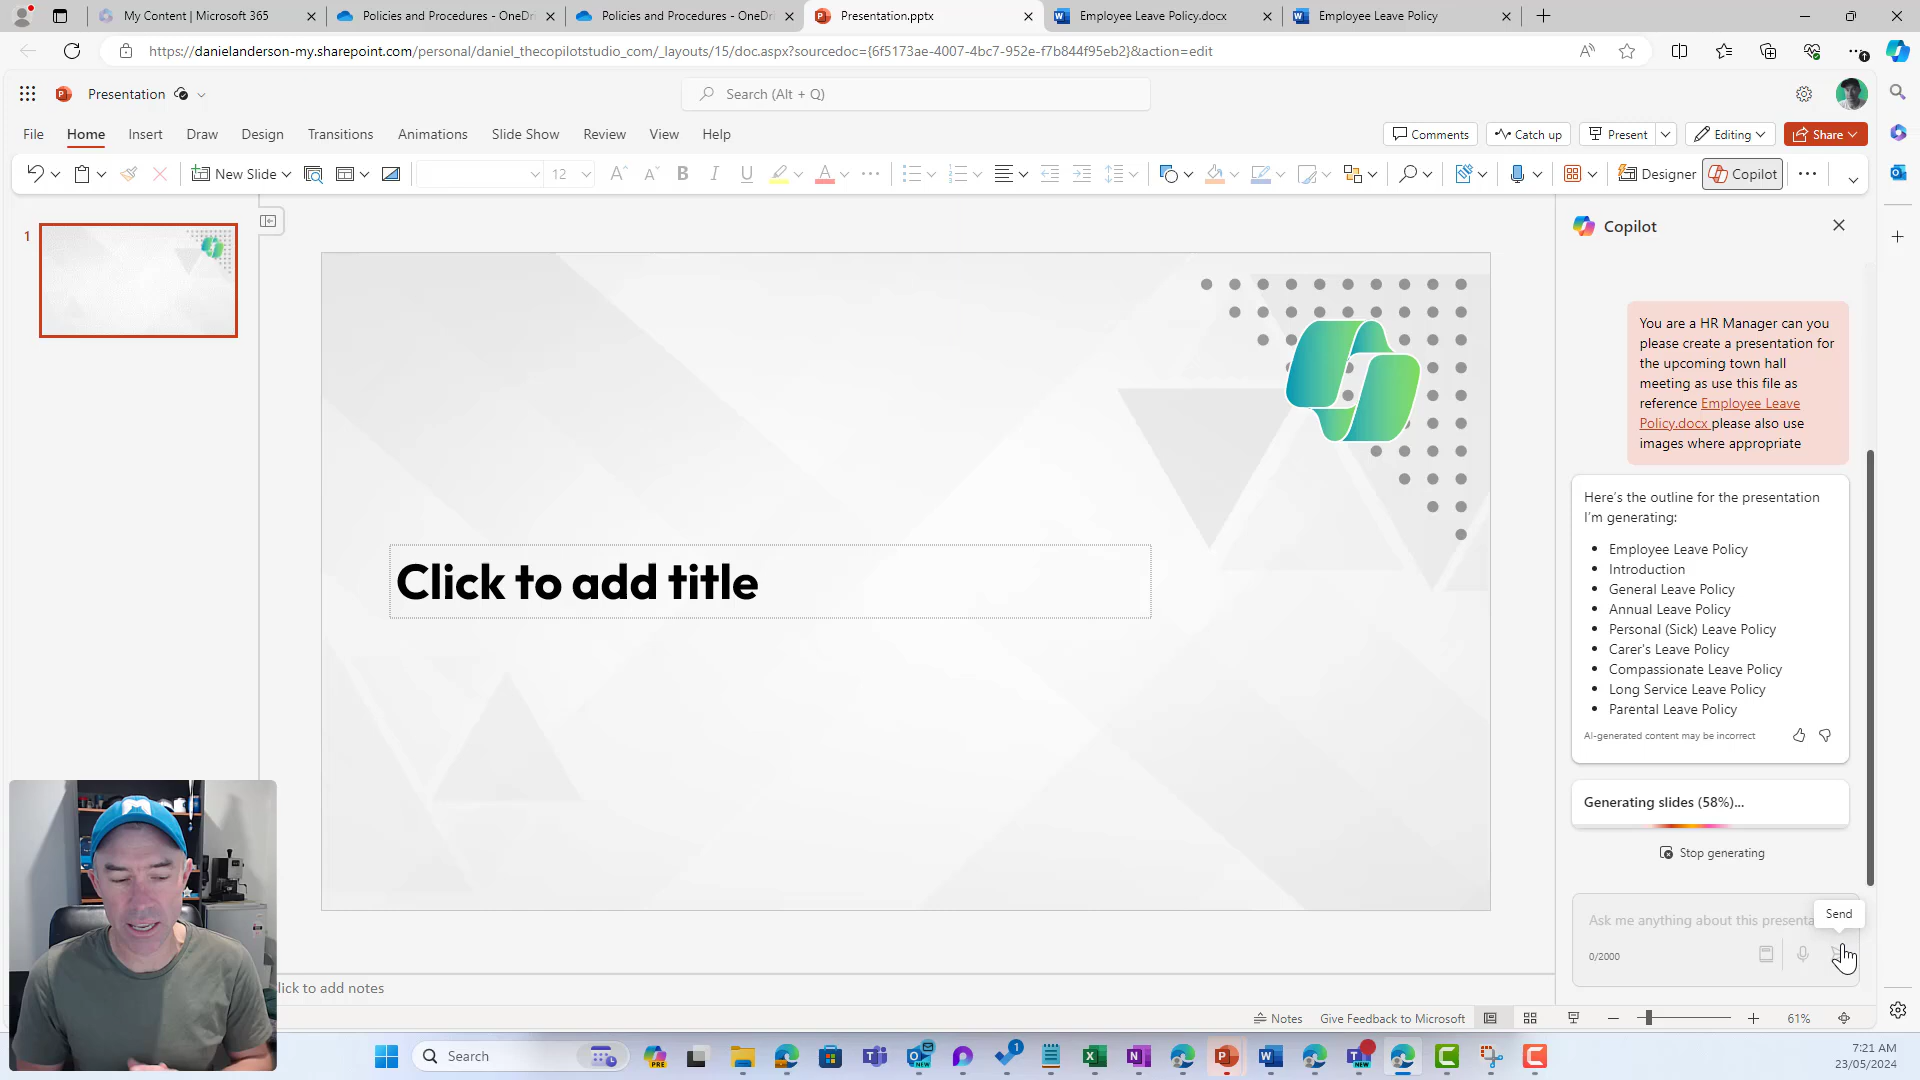 My Content | Microsoft 365
Policies and Procedures - OneDri
Policies and Procedures - OneDri
Presentation.pptx
Employee Leave Policy.docx
Employee Leave Policy
https://danielanderson-my.sharepoint.com/personal/daniel_thecopilotstudio_com/_layouts/15/doc.aspx?sourcedoc={6f5173ae-4007-4bc7-952e-f7b844f95eb2}&action=edit
Presentation
Search (Alt + Q)
File Home Insert Draw Design Transitions Animations Slide Show Review View Help
Comments Catch up Present Editing Share
New Slide 12 B I U A Designer Copilot
1
Click to add title
Copilot
You are a HR Manager can you
please create a presentation for
the upcoming town hall
meeting as use this file as
reference Employee Leave
Policy.docx please also use
images where appropriate
Here's the outline for the presentation
I'm generating:
• Employee Leave Policy
• Introduction
• General Leave Policy
• Annual Leave Policy
• Personal (Sick) Leave Policy
• Carer's Leave Policy
• Compassionate Leave Policy
• Long Service Leave Policy
• Parental Leave Policy
AI-generated content may be incorrect
Generating slides (58%)...
Stop generating
Ask me anything about this presenta
Send
0/2000
lick to add notes
Notes Give Feedback to Microsoft 61%
Search
PRE
NEW
1
NEW
7:21 AM
23/05/2024